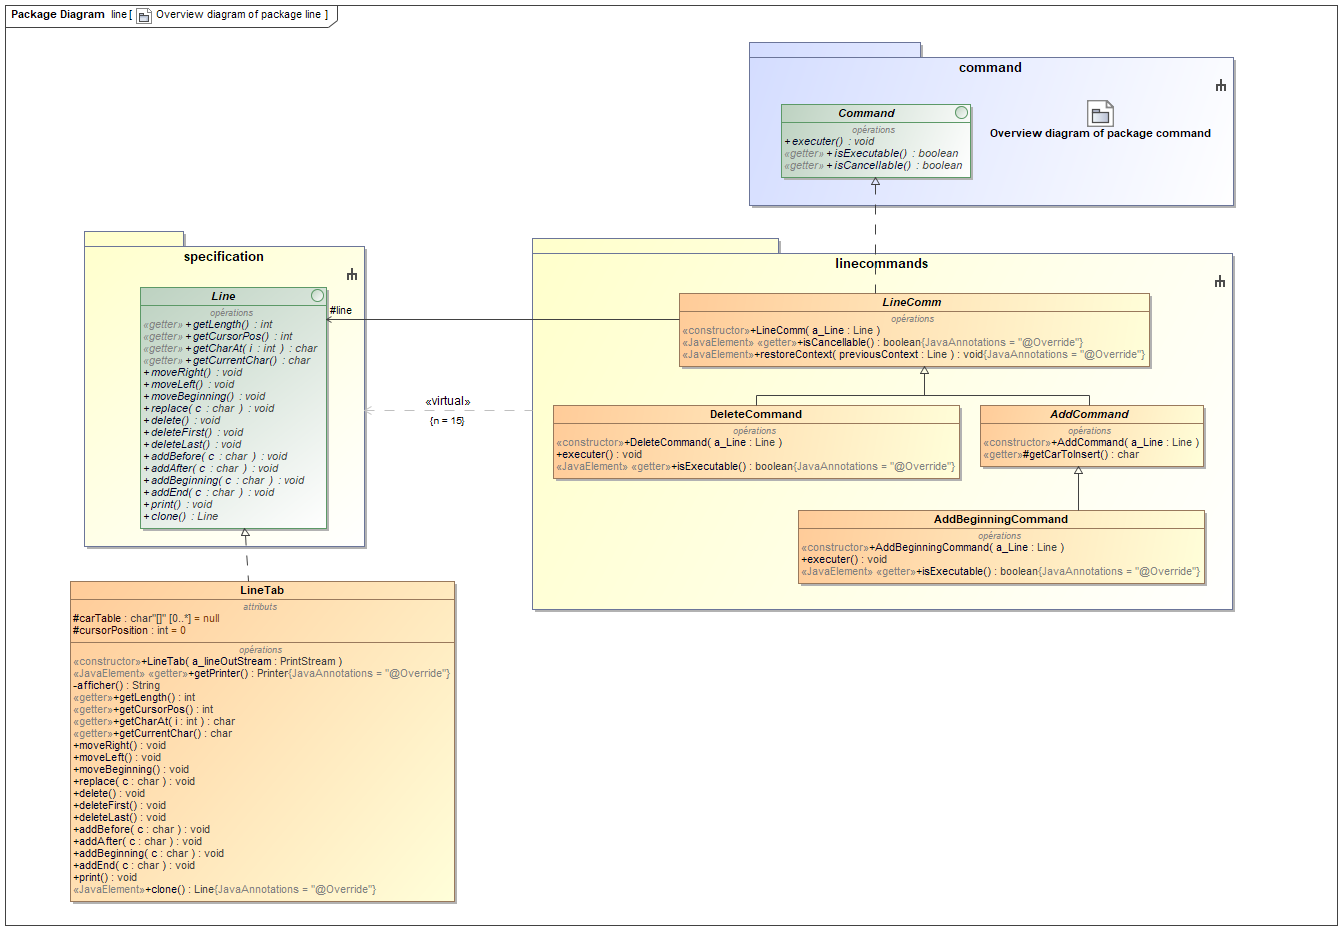 Package Diagram line [ Overview diagram of package line ]
command
Command
opérations
+executer() : void
«getter» +isExecutable() : boolean
«getter» +isCancellable() : boolean
Overview diagram of package command
specification
Line
opérations
«getter» +getLength() : int
«getter» +getCursorPos() : int
«getter» +getCharAt( i : int ) : char
«getter» +getCurrentChar() : char
+moveRight() : void
+moveLeft() : void
+moveBeginning() : void
+replace( c : char ) : void
+delete() : void
+deleteFirst() : void
+deleteLast() : void
+addBefore( c : char ) : void
+addAfter( c : char ) : void
+addBeginning( c : char ) : void
+addEnd( c : char ) : void
+print() : void
+clone() : Line
#line
«virtual»
{n = 15}
linecommands
LineComm
opérations
«constructor»+LineComm( a_Line : Line )
«JavaElement» «getter»+isCancellable() : boolean{JavaAnnotations = "@Override"}
«JavaElement»+restoreContext( previousContext : Line ) : void{JavaAnnotations = "@Override"}
DeleteCommand
opérations
«constructor»+DeleteCommand( a_Line : Line )
+executer() : void
«JavaElement» «getter»+isExecutable() : boolean{JavaAnnotations = "@Override"}
AddCommand
opérations
«constructor»+AddCommand( a_Line : Line )
«getter»#getCarToInsert() : char
AddBeginningCommand
opérations
«constructor»+AddBeginningCommand( a_Line : Line )
+executer() : void
«JavaElement» «getter»+isExecutable() : boolean{JavaAnnotations = "@Override"}
LineTab
attributs
#carTable : char"[]" [0..*] = null
#cursorPosition : int = 0
opérations
«constructor»+LineTab( a_lineOutStream : PrintStream )
«JavaElement» «getter»+getPrinter() : Printer{JavaAnnotations = "@Override"}
-afficher() : String
«getter»+getLength() : int
«getter»+getCursorPos() : int
«getter»+getCharAt( i : int ) : char
«getter»+getCurrentChar() : char
+moveRight() : void
+moveLeft() : void
+moveBeginning() : void
+replace( c : char ) : void
+delete() : void
+deleteFirst() : void
+deleteLast() : void
+addBefore( c : char ) : void
+addAfter( c : char ) : void
+addBeginning( c : char ) : void
+addEnd( c : char ) : void
+print() : void
«JavaElement»+clone() : Line{JavaAnnotations = "@Override"}